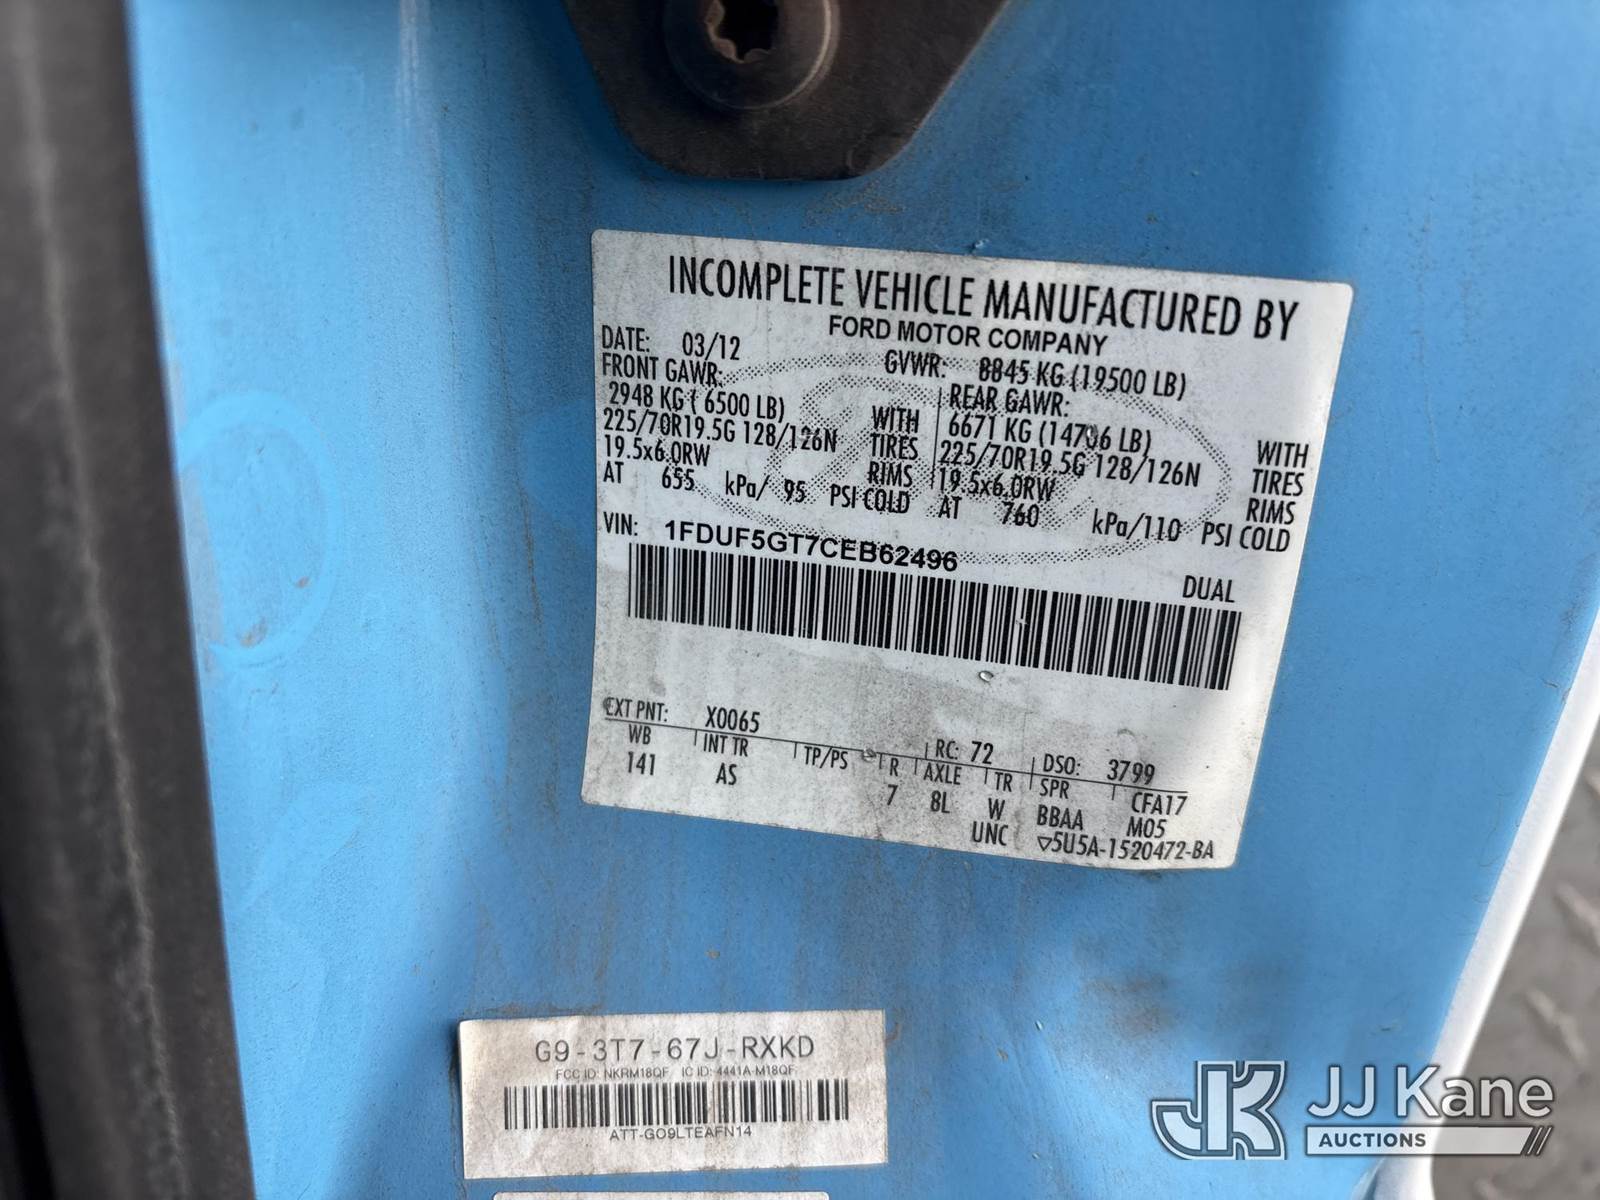 INCOMPLETE VEHICLE MANUFACTURED BY
FORD MOTOR COMPANY
DATE: 03/12 GVWR: 8845 KG (19500 LB)
FRONT GAWR: REAR GAWR:
2948 KG ( 6500 LB) WITH 6671 KG (14706 LB) WITH
225/70R19.5G 128/126N TIRES 225/70R19.5G 128/126N TIRES
19.5x6.0RW RIMS 19.5x6.0RW RIMS
AT 655 kPa/ 95 PSI COLD AT 760 kPa/110 PSI COLD
VIN: 1FDUF5GT7CEB62496
DUAL
EXT PNT: X0065 RC: 72 DSO: 3799
WB INT TR TP/PS R AXLE TR SPR CFA17
141 AS 7 8L W BBAA M05
UNC ▽5U5A-1520472-BA
G9-3T7-67J-RXKD
FCC ID: NKRM18QF IC ID: 4441A-M18QF
ATT-GO9LTEAFN14
JK JJ Kane
AUCTIONS